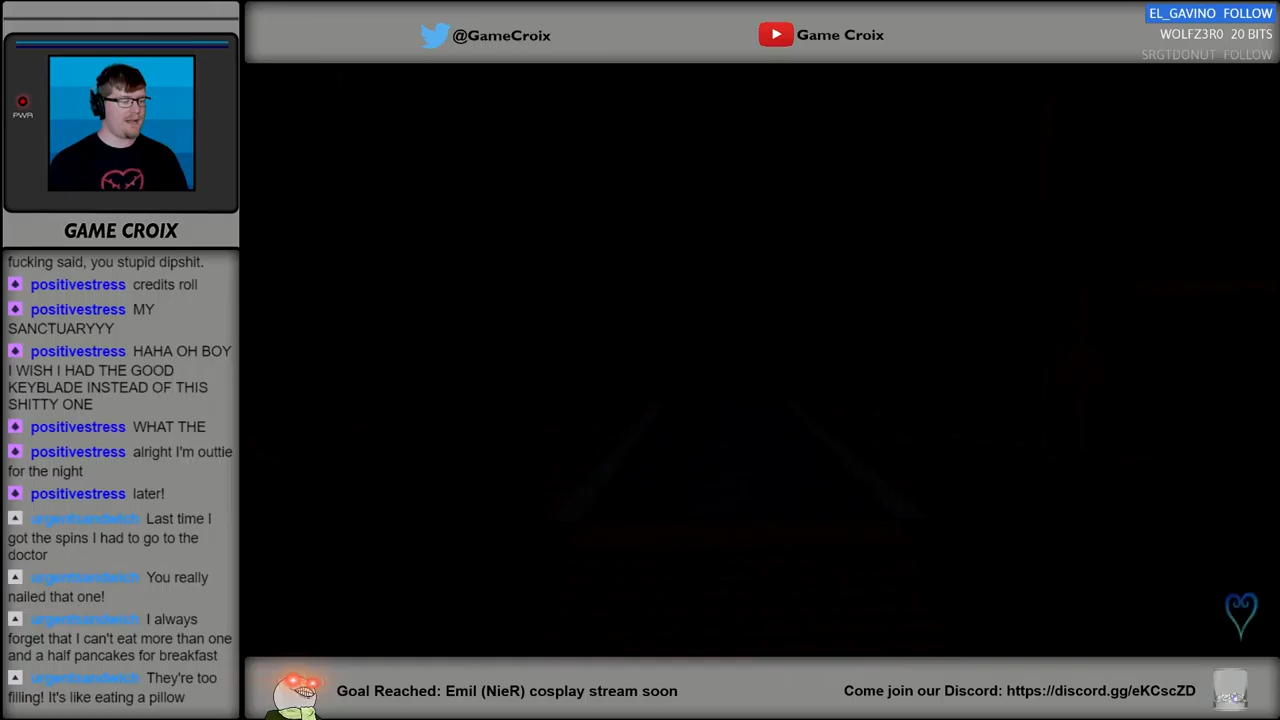 EL_GAVINO FOLLOW
@GameCroix
Game Croix
WOLFZ3R0 20 BITS
SRGTDONUT FOLLOW
PWR
GAME CROIX
fucking said, you stupid dipshit.
positivestress credits roll
positivestress MY
SANCTUARYYY
positivestress HAHA OH BOY
I WISH I HAD THE GOOD
KEYBLADE INSTEAD OF THIS
SHITTY ONE
positivestress WHAT THE
positivestress alright I'm outtie
for the night
positivestress later!
urgentsandwich Last time I
got the spins I had to go to the
doctor
urgentsandwich You really
nailed that one!
urgentsandwich I always
forget that I can't eat more than one
and a half pancakes for breakfast
urgentsandwich They're too
filling! It's like eating a pillow
Goal Reached: Emil (NieR) cosplay stream soon
Come join our Discord: https://discord.gg/eKCscZD